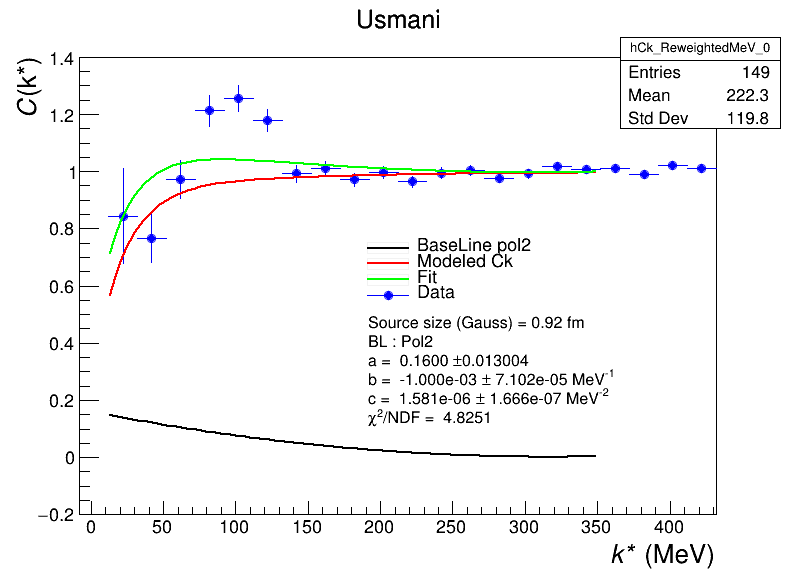 Usmani
hCk_ReweightedMeV_0
Entries 149
Mean 222.3
Std Dev 119.8
C(k*)
1.4
1.2
1
0.8
0.6
0.4
0.2
0
−0.2
BaseLine pol2
Modeled Ck
Fit
Data
Source size (Gauss) = 0.92 fm
BL : Pol2
a = 0.1600 ±0.013004
b = -1.000e-03 ± 7.102e-05 MeV⁻¹
c = 1.581e-06 ± 1.666e-07 MeV⁻²
χ²/NDF = 4.8251
0 50 100 150 200 250 300 350 400
k* (MeV)